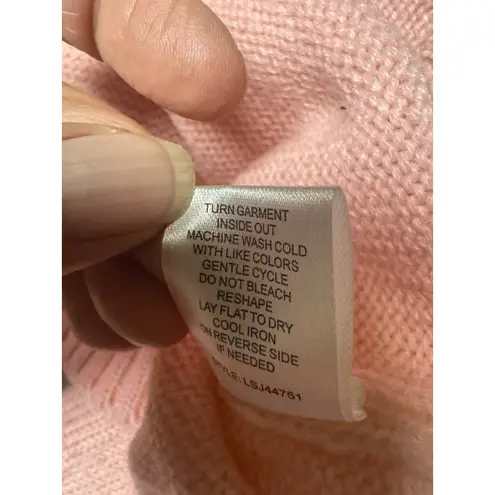 TURN GARMENT
INSIDE OUT
MACHINE WASH COLD
WITH LIKE COLORS
GENTLE CYCLE
DO NOT BLEACH
RESHAPE
LAY FLAT TO DRY
COOL IRON
ON REVERSE SIDE
IF NEEDED
STYLE: LSJ44751